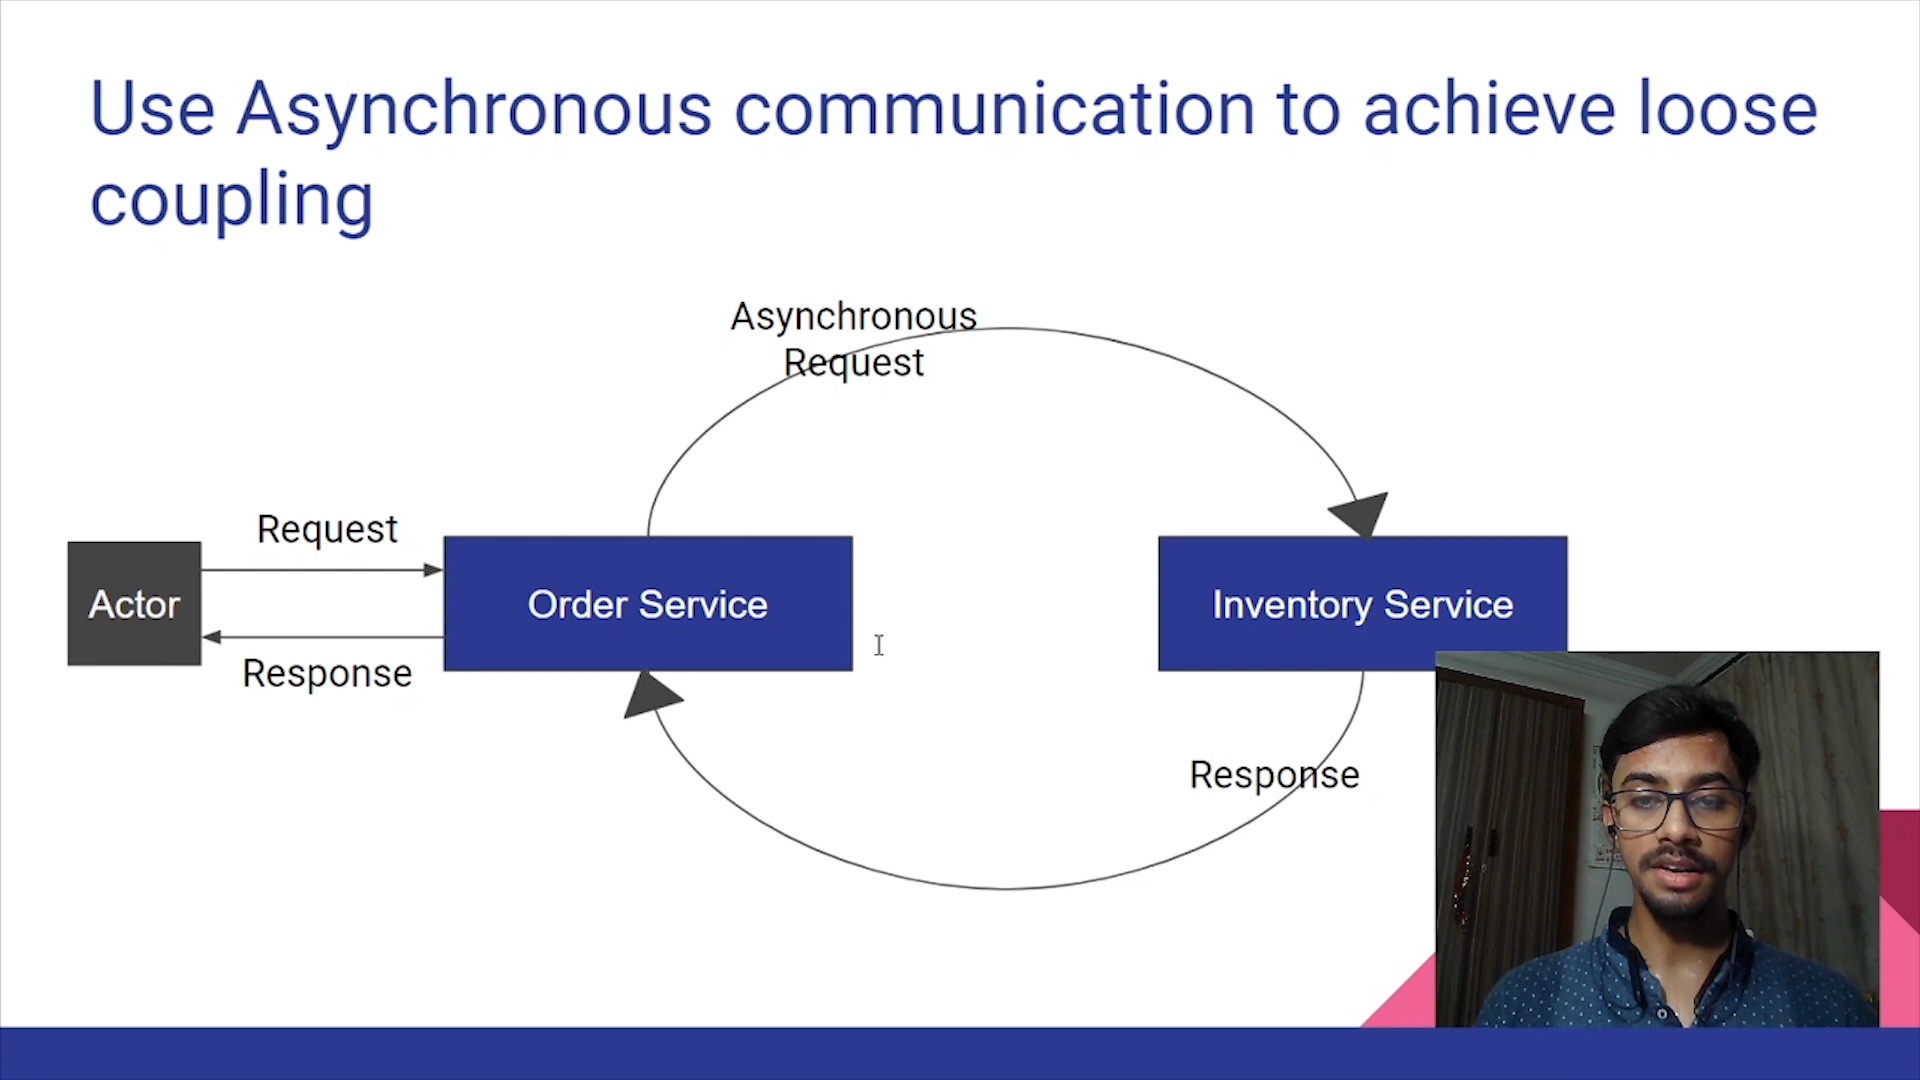 Use Asynchronous communication to achieve loose
coupling
Asynchronous
Request
Request
Actor
Order Service
Inventory Service
Response
Response